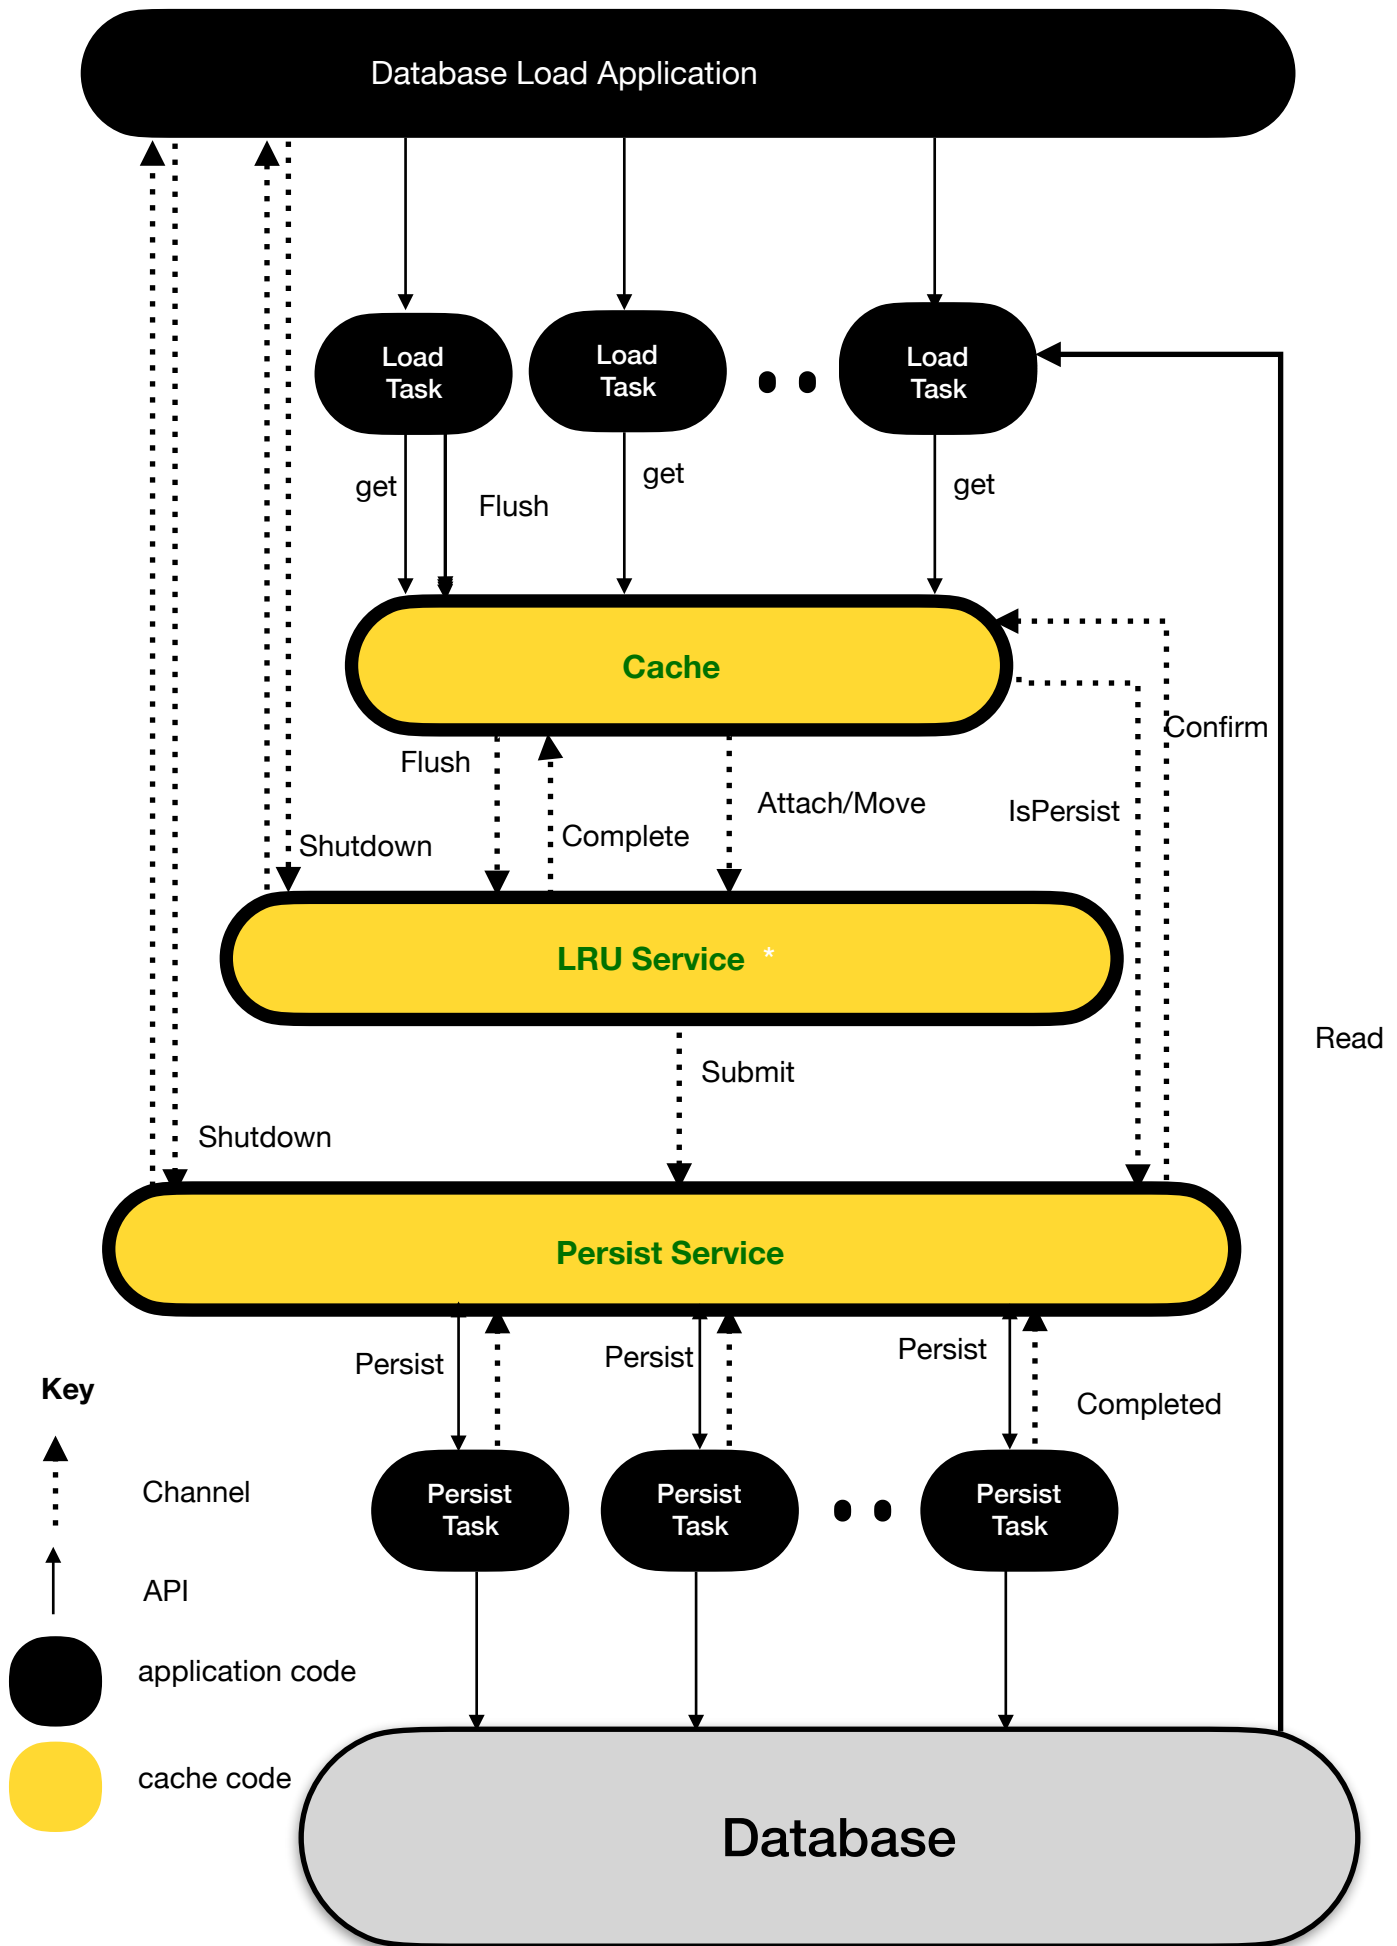 Database Load Application
Load
Task
Load
Task
Load
Task
get
Flush
get
get
Cache
Confirm
Flush
Attach/Move
IsPersist
Shutdown
Complete
LRU Service *
Read
Submit
Shutdown
Persist Service
Persist
Persist
Persist
Completed
Key
Channel
API
application code
cache code
Persist
Task
Persist
Task
Persist
Task
Database